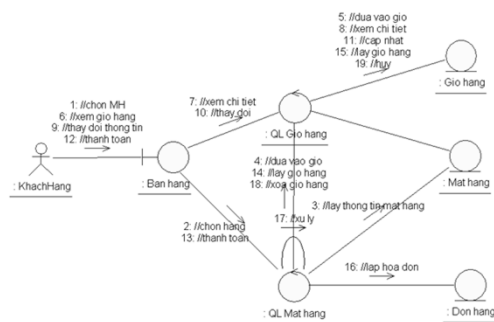 5: //dua vao gio
8: //xem chi tiet
11: //cap nhat
15: //lay gio hang
19: //huy
: Gio hang
1: //chon MH
6: //xem gio hang
9: //thay doi thong tin
12: //thanh toan
7: //xem chi tiet
10: //thay doi
: KhachHang
: Ban hang
: QL Gio hang
: Mat hang
4: //dua vao gio
14: //lay gio hang
18: //xoa gio hang
3: //lay thong tin mat hang
2: //chon hang
13: //thanh toan
17: //xu ly
16: //lap hoa don
: QL Mat hang
: Don hang